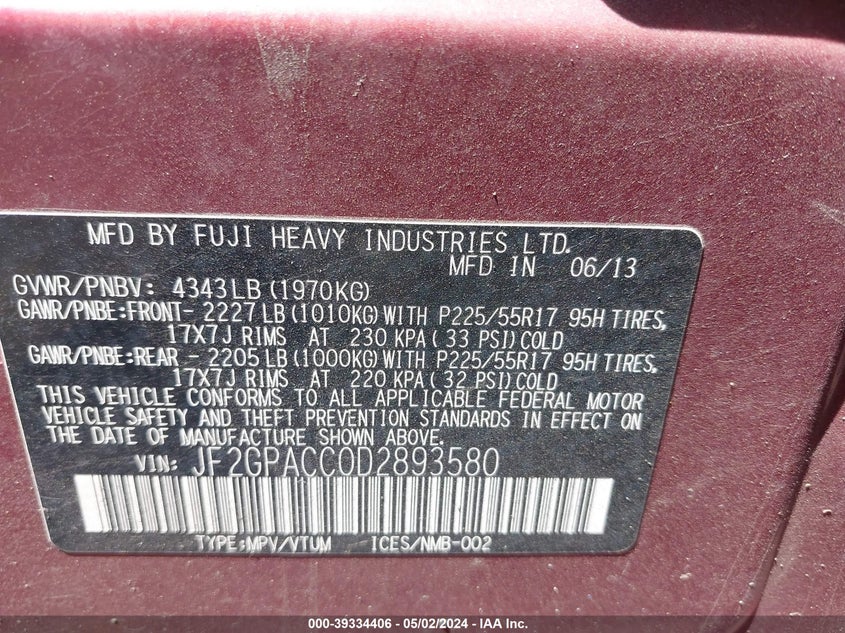 MFD BY FUJI HEAVY INDUSTRIES LTD.
MFD IN 06/13
GVWR/PNBV: 4343LB (1970KG)
GAWR/PNBE:FRONT- 2227LB (1010KG) WITH P225/55R17 95H TIRES,
17X7J RIMS AT 230 KPA ( 33 PSI) COLD
GAWR/PNBE:REAR - 2205LB (1000KG) WITH P225/55R17 95H TIRES,
17X7J RIMS AT 220 KPA ( 32 PSI) COLD
THIS VEHICLE CONFORMS TO ALL APPLICABLE FEDERAL MOTOR
VEHICLE SAFETY AND THEFT PREVENTION STANDARDS IN EFFECT ON
THE DATE OF MANUFACTURE SHOWN ABOVE.
VIN: JF2GPACC0D2893580
TYPE:MPV/VTUM ICES/NMB-002
000-39334406 - 05/02/2024 - IAA Inc.